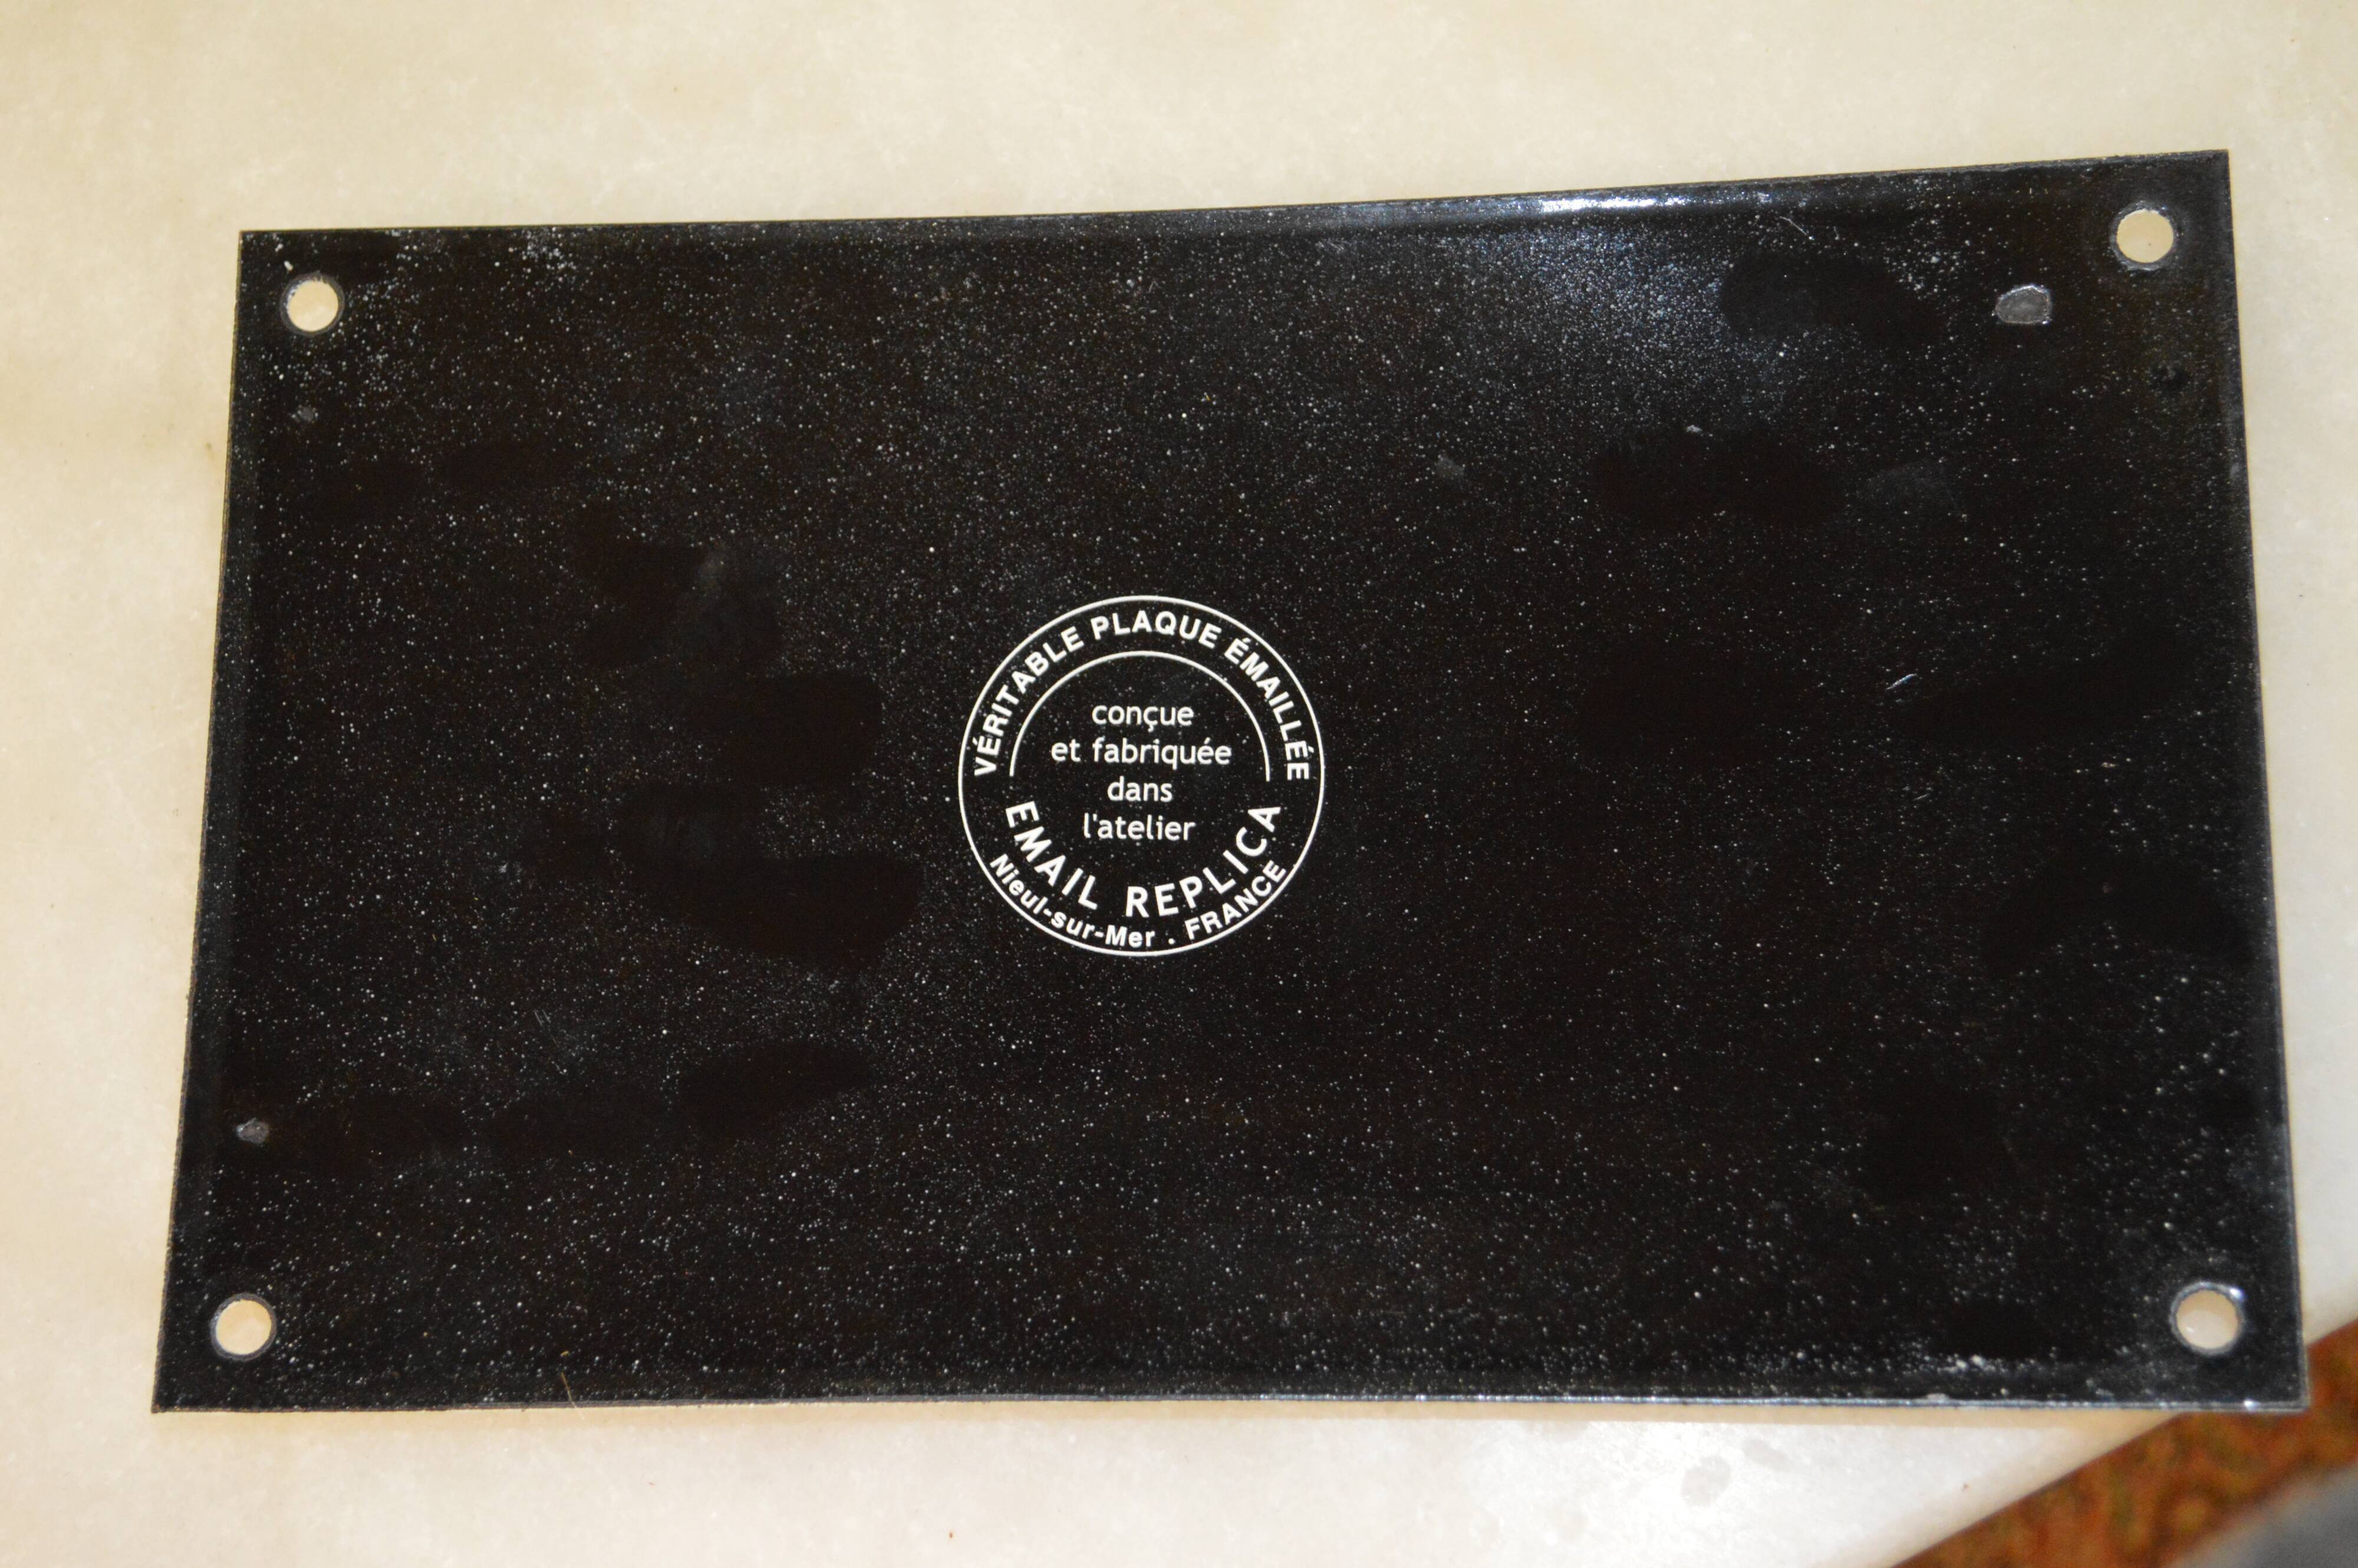 VÉRITABLE PLAQUE ÉMAILLÉE
conçue
et fabriquée
dans
l'atelier
EMAIL REPLICA
Nieul-sur-Mer . FRANCE